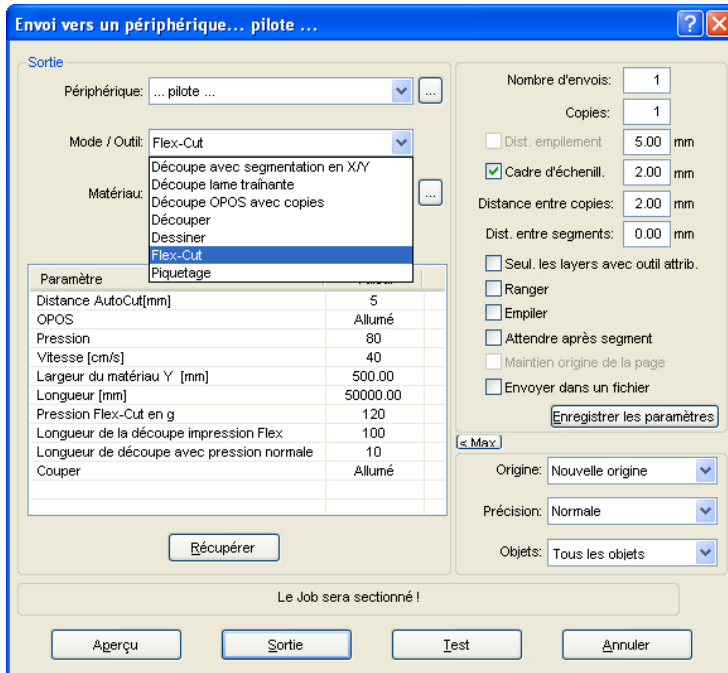 Envoi vers un périphérique... pilote ...
Sortie
Périphérique: ... pilote ... ...
Mode / Outil: Flex-Cut
Découpe avec segmentation en X/Y
Découpe lame traînante
Découpe OPOS avec copies
Découper
Dessiner
Flex-Cut
Piquetage
Matériau: ...
Paramètre
Distance AutoCut[mm] 5
OPOS Allumé
Pression 80
Vitesse [cm/s] 40
Largeur du matériau Y [mm] 500.00
Longueur [mm] 50000.00
Pression Flex-Cut en g 120
Longueur de la découpe impression Flex 100
Longueur de découpe avec pression normale 10
Couper Allumé
Récupérer
Nombre d'envois: 1
Copies: 1
Dist. empilement 5.00 mm
Cadre d'échenill. 2.00 mm
Distance entre copies: 2.00 mm
Dist. entre segments: 0.00 mm
Seul. les layers avec outil attrib.
Ranger
Empiler
Attendre après segment
Maintien origine de la page
Envoyer dans un fichier
Enregistrer les paramètres
< Max
Origine: Nouvelle origine
Précision: Normale
Objets: Tous les objets
Le Job sera sectionné !
Aperçu Sortie Test Annuler